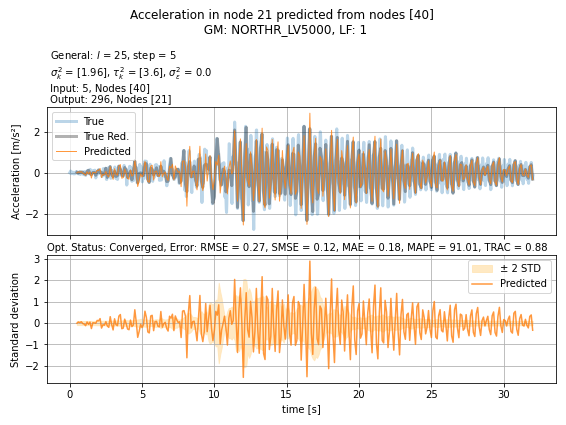 Acceleration in node 21 predicted from nodes [40]
GM: NORTHR_LV5000, LF: 1
General: l = 25, step = 5
σ²ₖ = [1.96], τ²ₖ = [3.6], σ²ε = 0.0
Input: 5, Nodes [40]
Output: 296, Nodes [21]
True
True Red.
Predicted
Acceleration [m/s²]
2
0
−2
Opt. Status: Converged, Error: RMSE = 0.27, SMSE = 0.12, MAE = 0.18, MAPE = 91.01, TRAC = 0.88
± 2 STD
Predicted
Standard deviation
3
2
1
0
−1
−2
0 5 10 15 20 25 30
time [s]